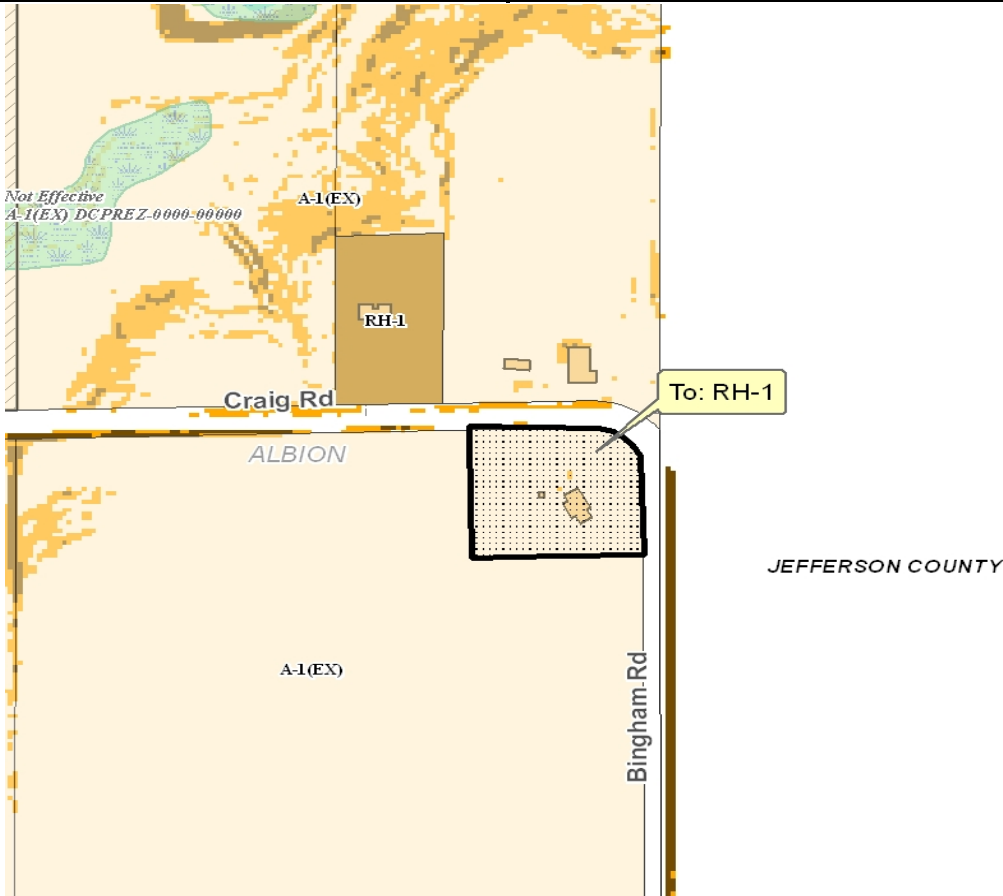 Not Effective
A-1(EX) DCPREZ-0000-00000
A-1(EX)
RH-1
Craig Rd
To: RH-1
ALBION
JEFFERSON COUNTY
A-1(EX)
Bingham Rd